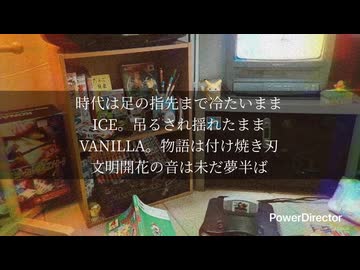 時代は足の指先まで冷たいまま
ICE。吊るされ揺れたまま
VANILLA。物語は付け焼き刃
文明開花の音は未だ夢半ば
PowerDirector